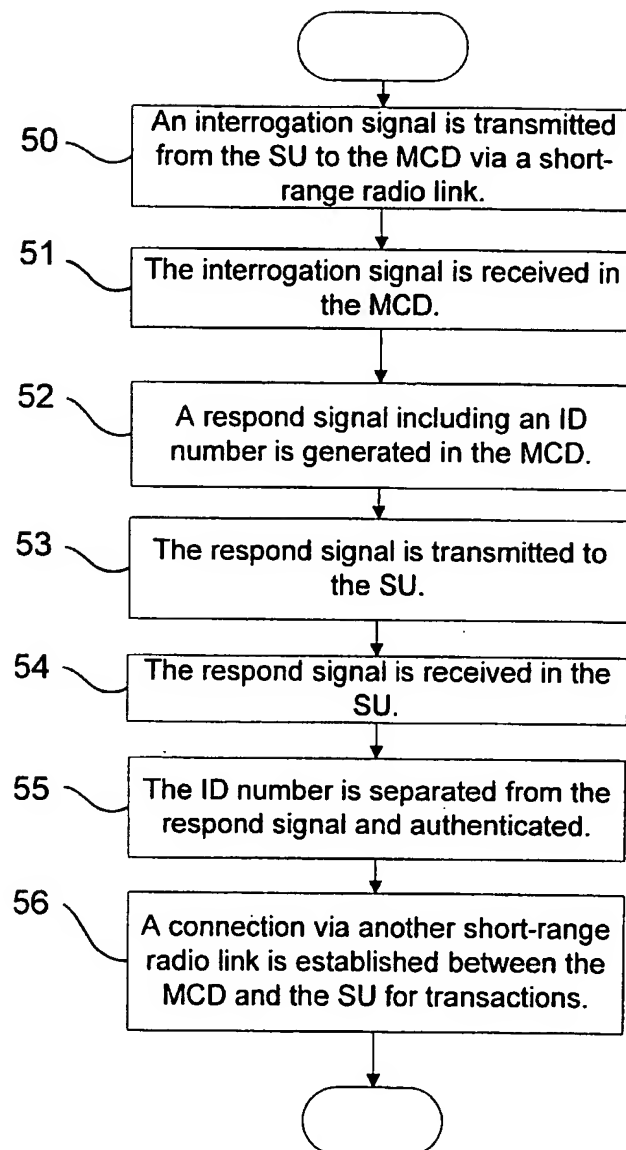 50
An interrogation signal is transmitted
from the SU to the MCD via a short-
range radio link.
51
The interrogation signal is received in
the MCD.
52
A respond signal including an ID
number is generated in the MCD.
53
The respond signal is transmitted to
the SU.
54
The respond signal is received in the
SU.
55
The ID number is separated from the
respond signal and authenticated.
56
A connection via another short-range
radio link is established between the
MCD and the SU for transactions.